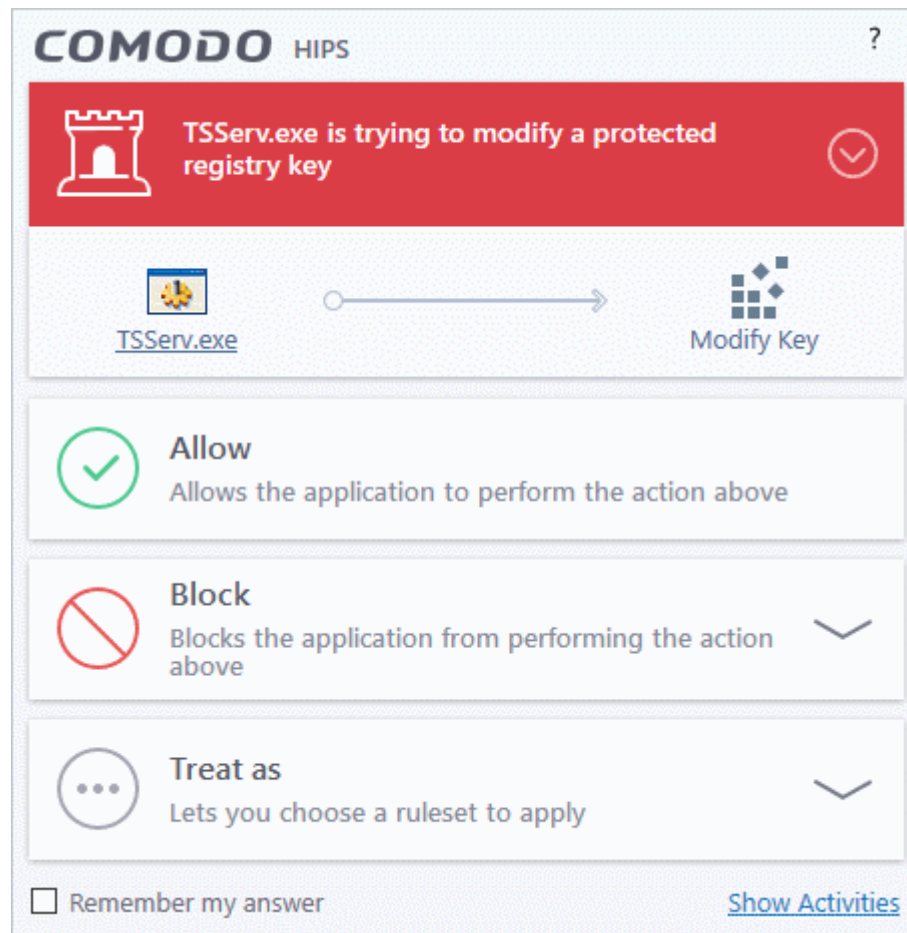 COMODO HIPS ?
TSServ.exe is trying to modify a protected
registry key
TSServ.exe
Modify Key
Allow
Allows the application to perform the action above
Block
Blocks the application from performing the action
above
Treat as
Lets you choose a ruleset to apply
Remember my answer
Show Activities